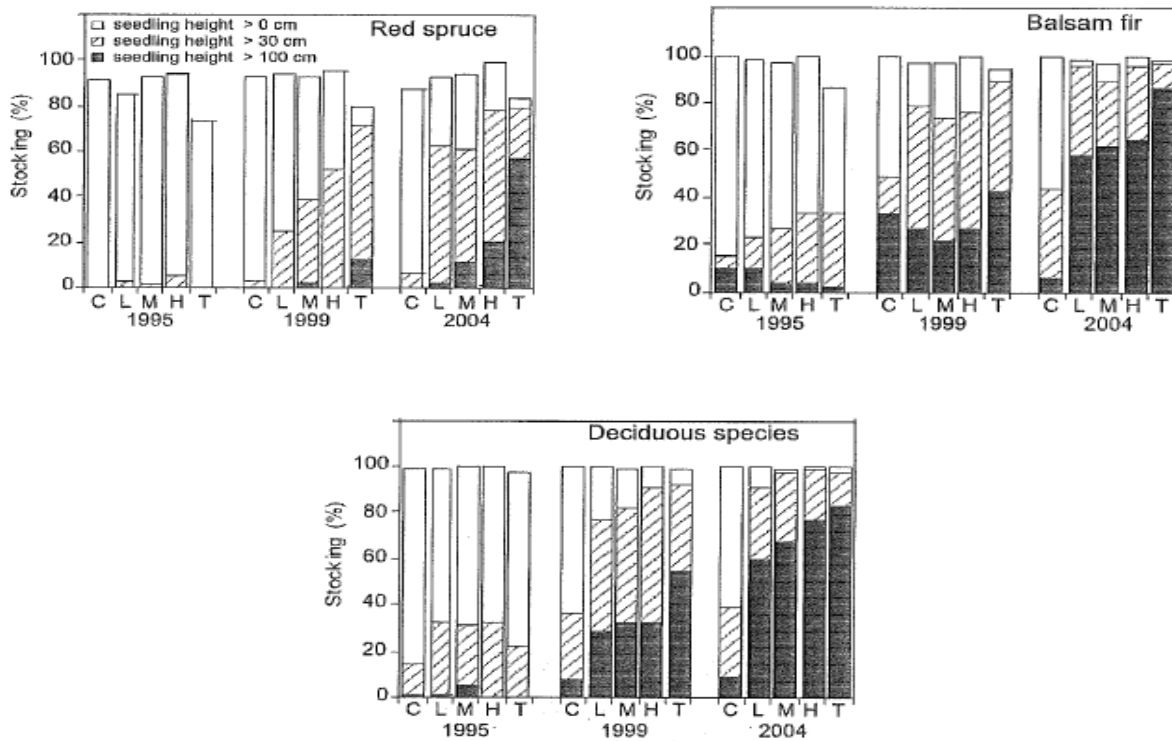 Red spruce
seedling height > 0 cm
seedling height > 30 cm
seedling height > 100 cm
Stocking (%)
100
80
60
40
20
0
C L M H T C L M H T C L M H T
1995 1999 2004
Balsam fir
Stocking (%)
100
80
60
40
20
0
C L M H T C L M H T C L M H T
1995 1999 2004
Deciduous species
Stocking (%)
100
80
60
40
20
0
C L M H T C L M H T C L M H T
1995 1999 2004